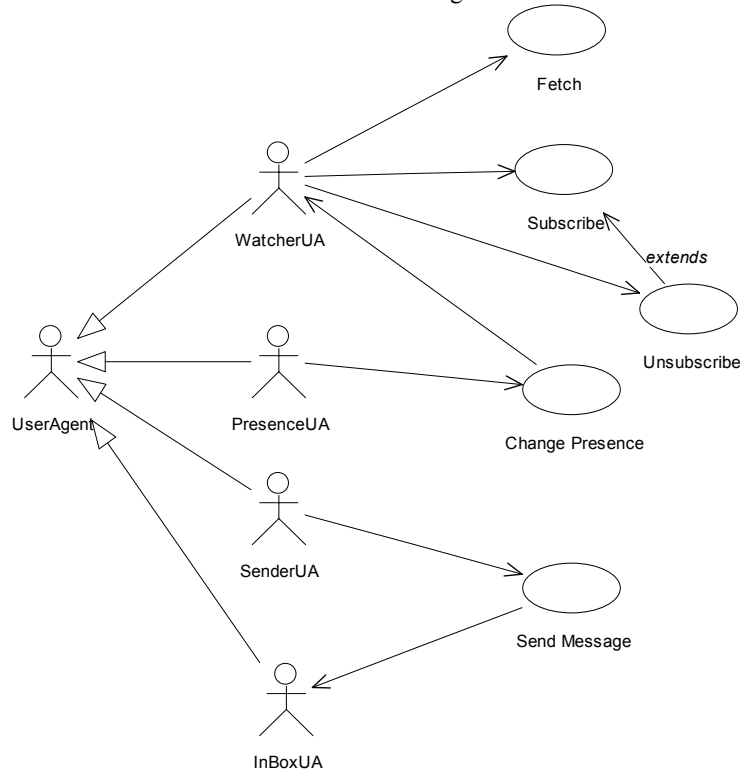 Fetch
Subscribe
WatcherUA
extends
Unsubscribe
UserAgent
PresenceUA
Change Presence
SenderUA
Send Message
InBoxUA